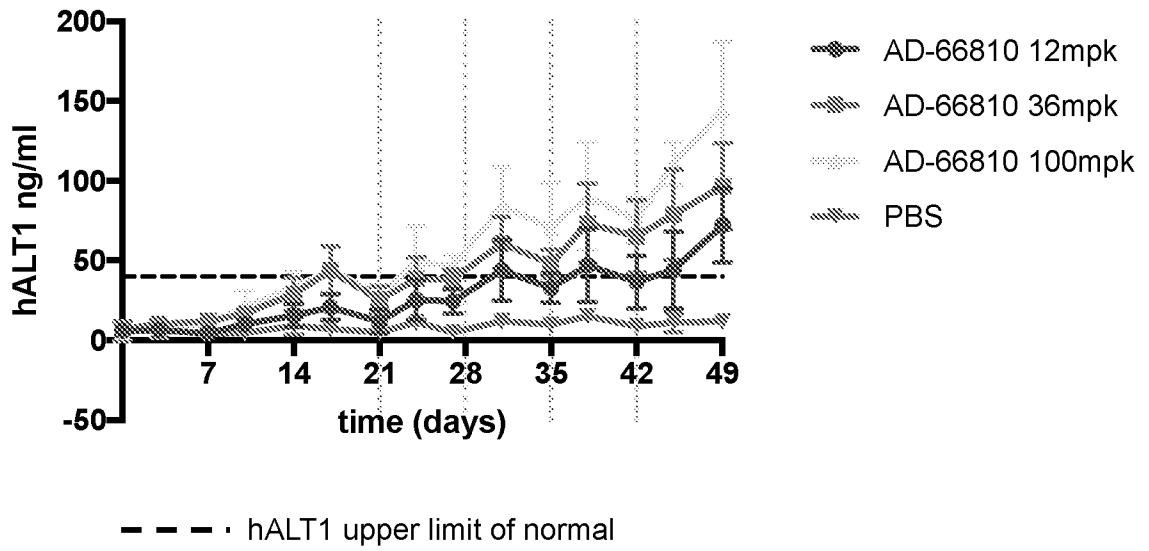 200
150
100
50
0
-50
hALT1 ng/ml
7 14 21 28 35 42 49
time (days)
AD-66810 12mpk
AD-66810 36mpk
AD-66810 100mpk
PBS
hALT1 upper limit of normal